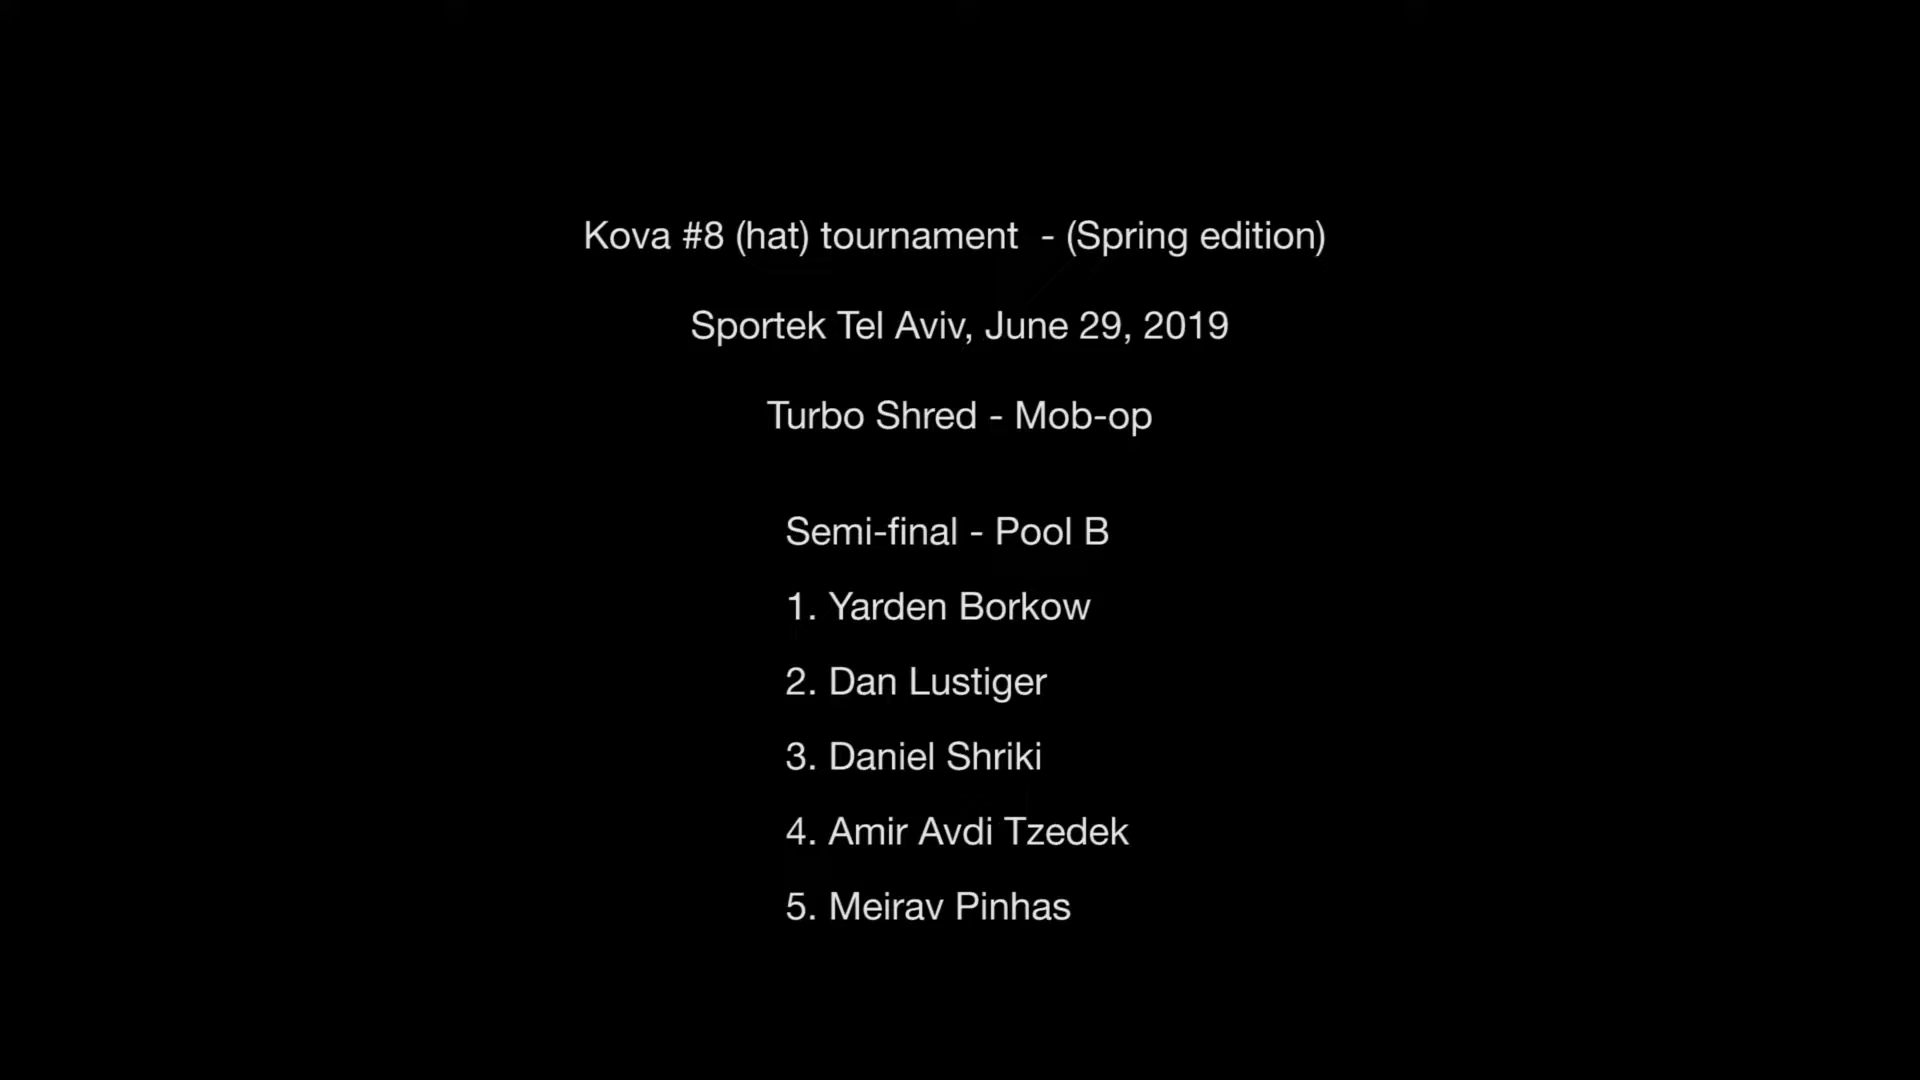 Kova #8 (hat) tournament  - (Spring edition)
Sportek Tel Aviv, June 29, 2019
Turbo Shred - Mob-op
Semi-final - Pool B
1. Yarden Borkow
2. Dan Lustiger
3. Daniel Shriki
4. Amir Avdi Tzedek
5. Meirav Pinhas